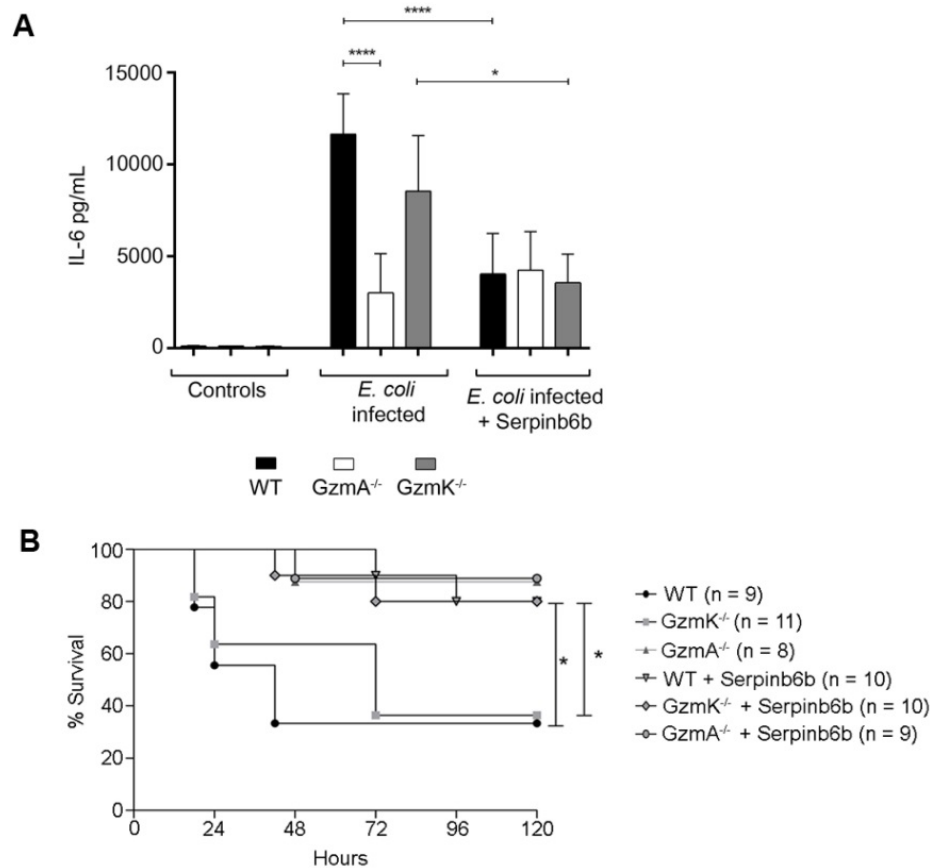 A
****
****
*
15000
10000
5000
0
IL-6 pg/mL
Controls
E. coli
infected
E. coli infected
+ Serpinb6b
WT
GzmA-/-
GzmK-/-
B
100
80
60
40
20
0
% Survival
0 24 48 72 96 120
Hours
*
*
WT (n = 9)
GzmK-/- (n = 11)
GzmA-/- (n = 8)
WT + Serpinb6b (n = 10)
GzmK-/- + Serpinb6b (n = 10)
GzmA-/- + Serpinb6b (n = 9)